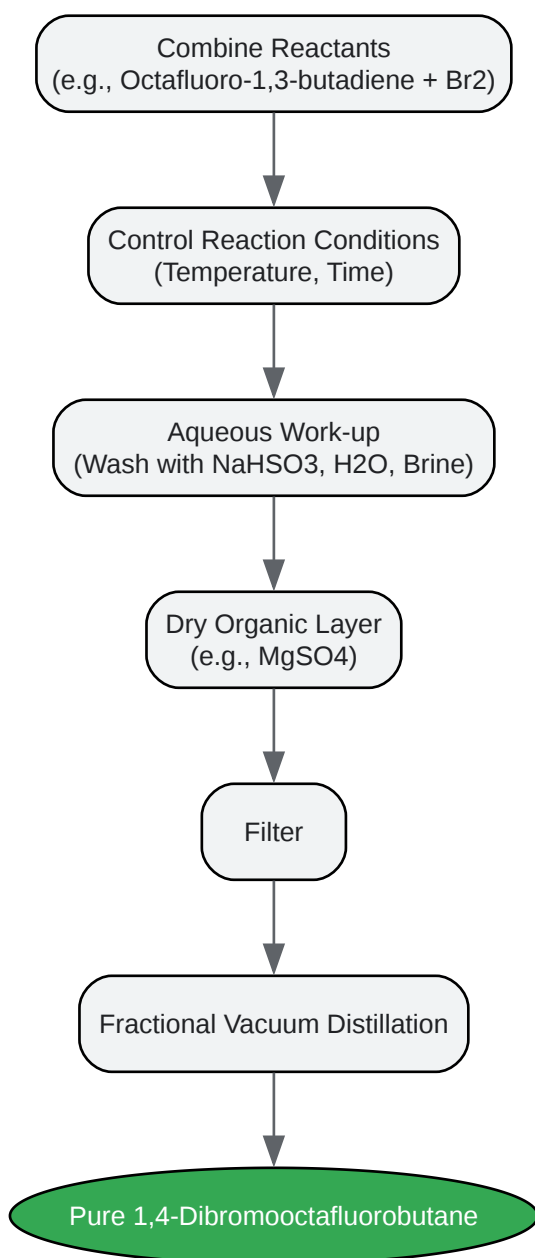 Combine Reactants
(e.g., Octafluoro-1,3-butadiene + Br2)
Control Reaction Conditions
(Temperature, Time)
Aqueous Work-up
(Wash with NaHSO3, H2O, Brine)
Dry Organic Layer
(e.g., MgSO4)
Filter
Fractional Vacuum Distillation
Pure 1,4-Dibromooctafluorobutane